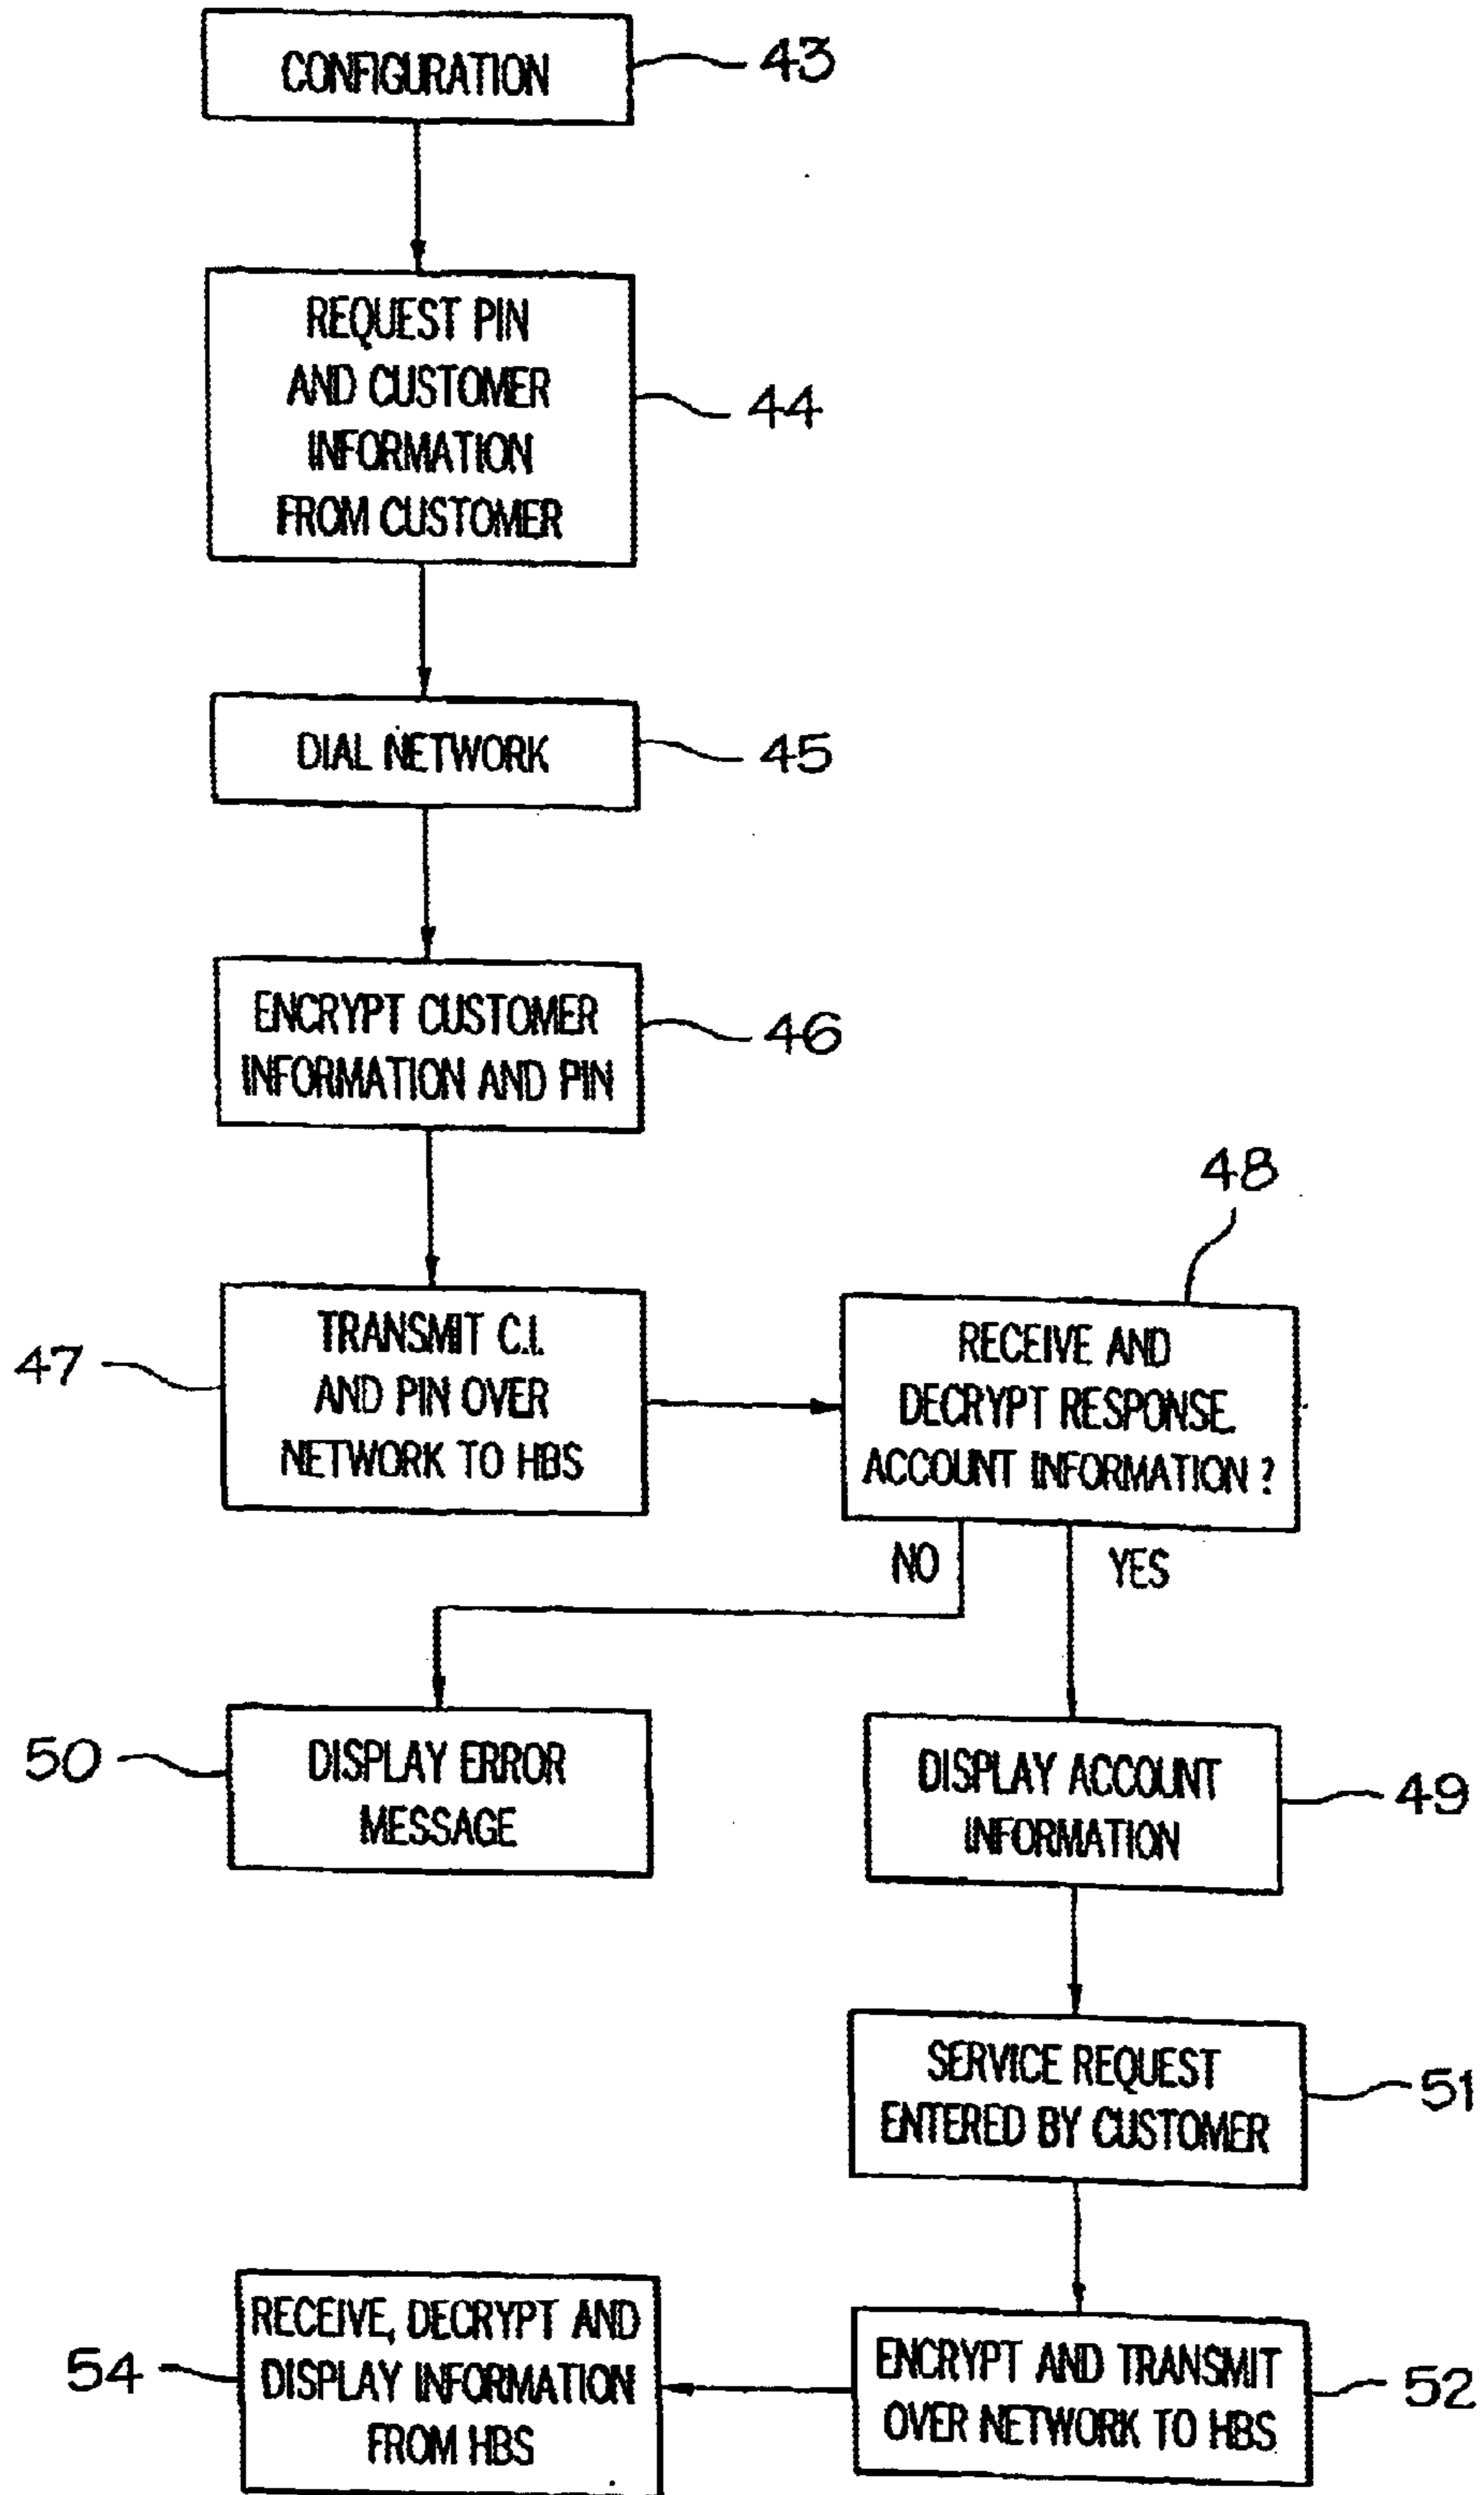 CONFIGURATION
43
REQUEST PIN
AND CUSTOMER
INFORMATION
FROM CUSTOMER
44
DIAL NETWORK
45
ENCRYPT CUSTOMER
INFORMATION AND PIN
46
47
TRANSMIT C.I.
AND PIN OVER
NETWORK TO HBS
48
RECEIVE AND
DECRYPT RESPONSE.
ACCOUNT INFORMATION ?
NO
YES
50
DISPLAY ERROR
MESSAGE
DISPLAY ACCOUNT
INFORMATION
49
SERVICE REQUEST
ENTERED BY CUSTOMER
51
54
RECEIVE, DECRYPT AND
DISPLAY INFORMATION
FROM HBS
ENCRYPT AND TRANSMIT
OVER NETWORK TO HBS
52